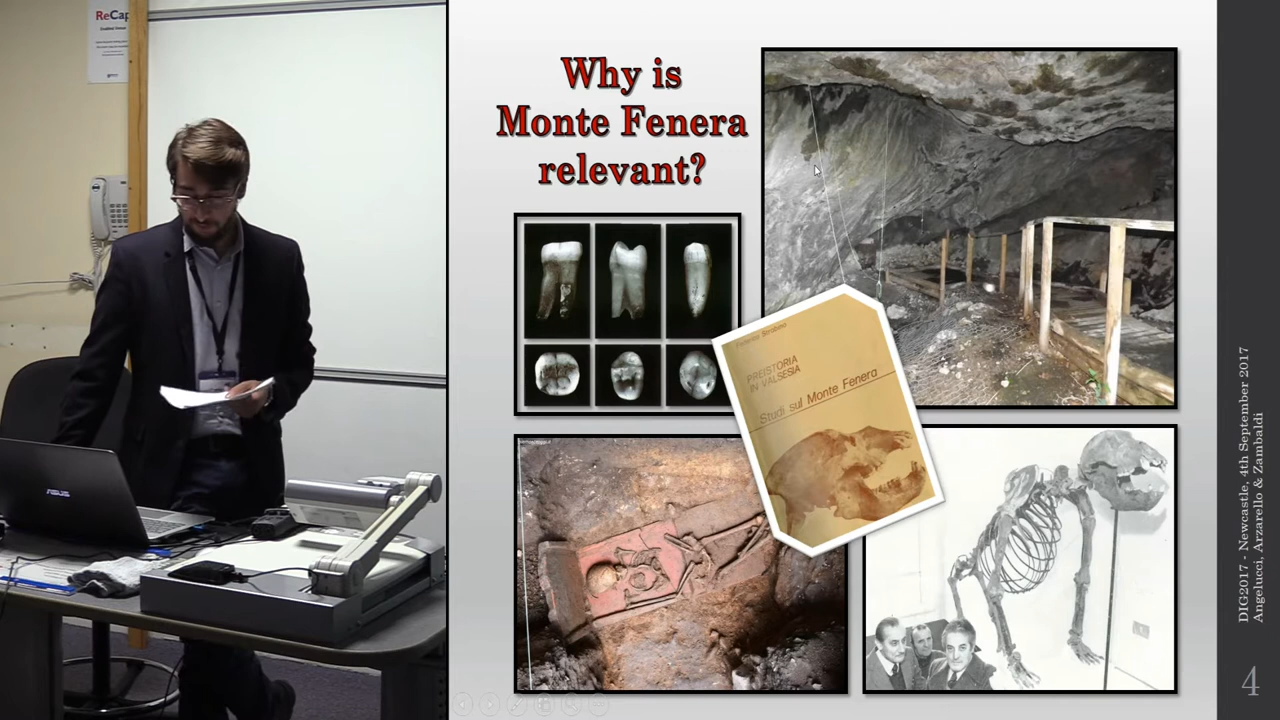 ReCap
Why is
Monte Fenera
relevant?
PREISTORIA
IN VALSESIA
Studi sul Monte Fenera
DIG2017 - Newcastle, 4th September 2017
Angelucci, Arzarello & Zambaldi
4
ASUS